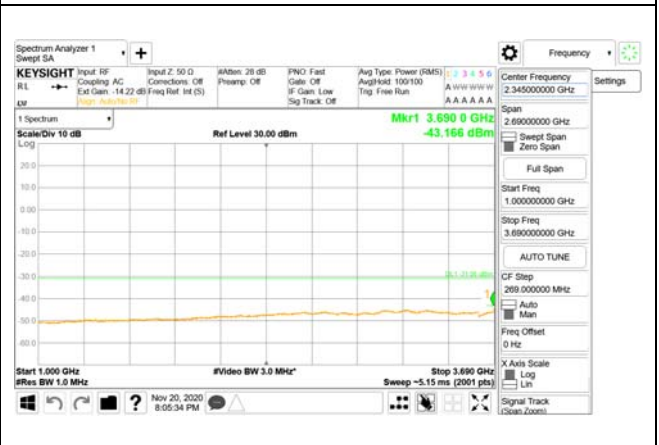 Spectrum Analyzer 1
Swept SA
+
Frequency
KEYSIGHT
RL
Input: RF
Coupling: AC
Ext Gain: -14.22 dB
Align: Auto/No RF
Input Z: 50 Ω
Corrections: Off
Freq Ref: Int (S)
#Atten: 28 dB
Preamp: Off
PNO: Fast
Gate: Off
IF Gain: Low
Sig Track: Off
Avg Type: Power (RMS)
Avg|Hold: 100/100
Trig: Free Run
1 2 3 4 5 6
A W W W W W
A A A A A A
1 Spectrum
Scale/Div 10 dB
Ref Level 30.00 dBm
Mkr1 3.690 0 GHz
-43.166 dBm
Log
20.0
10.0
0.00
-10.0
-20.0
-30.0
-40.0
-50.0
-60.0
1
Start 1.000 GHz
#Video BW 3.0 MHz*
Stop 3.690 GHz
#Res BW 1.0 MHz
Sweep ~5.15 ms (2001 pts)
Nov 20, 2020
8:05:34 PM
?
Center Frequency
2.345000000 GHz
Settings
Span
2.69000000 GHz
Swept Span
Zero Span
Full Span
Start Freq
1.000000000 GHz
Stop Freq
3.690000000 GHz
AUTO TUNE
CF Step
269.000000 MHz
Auto
Man
Freq Offset
0 Hz
X Axis Scale
Log
Lin
Signal Track
(Span Zoom)